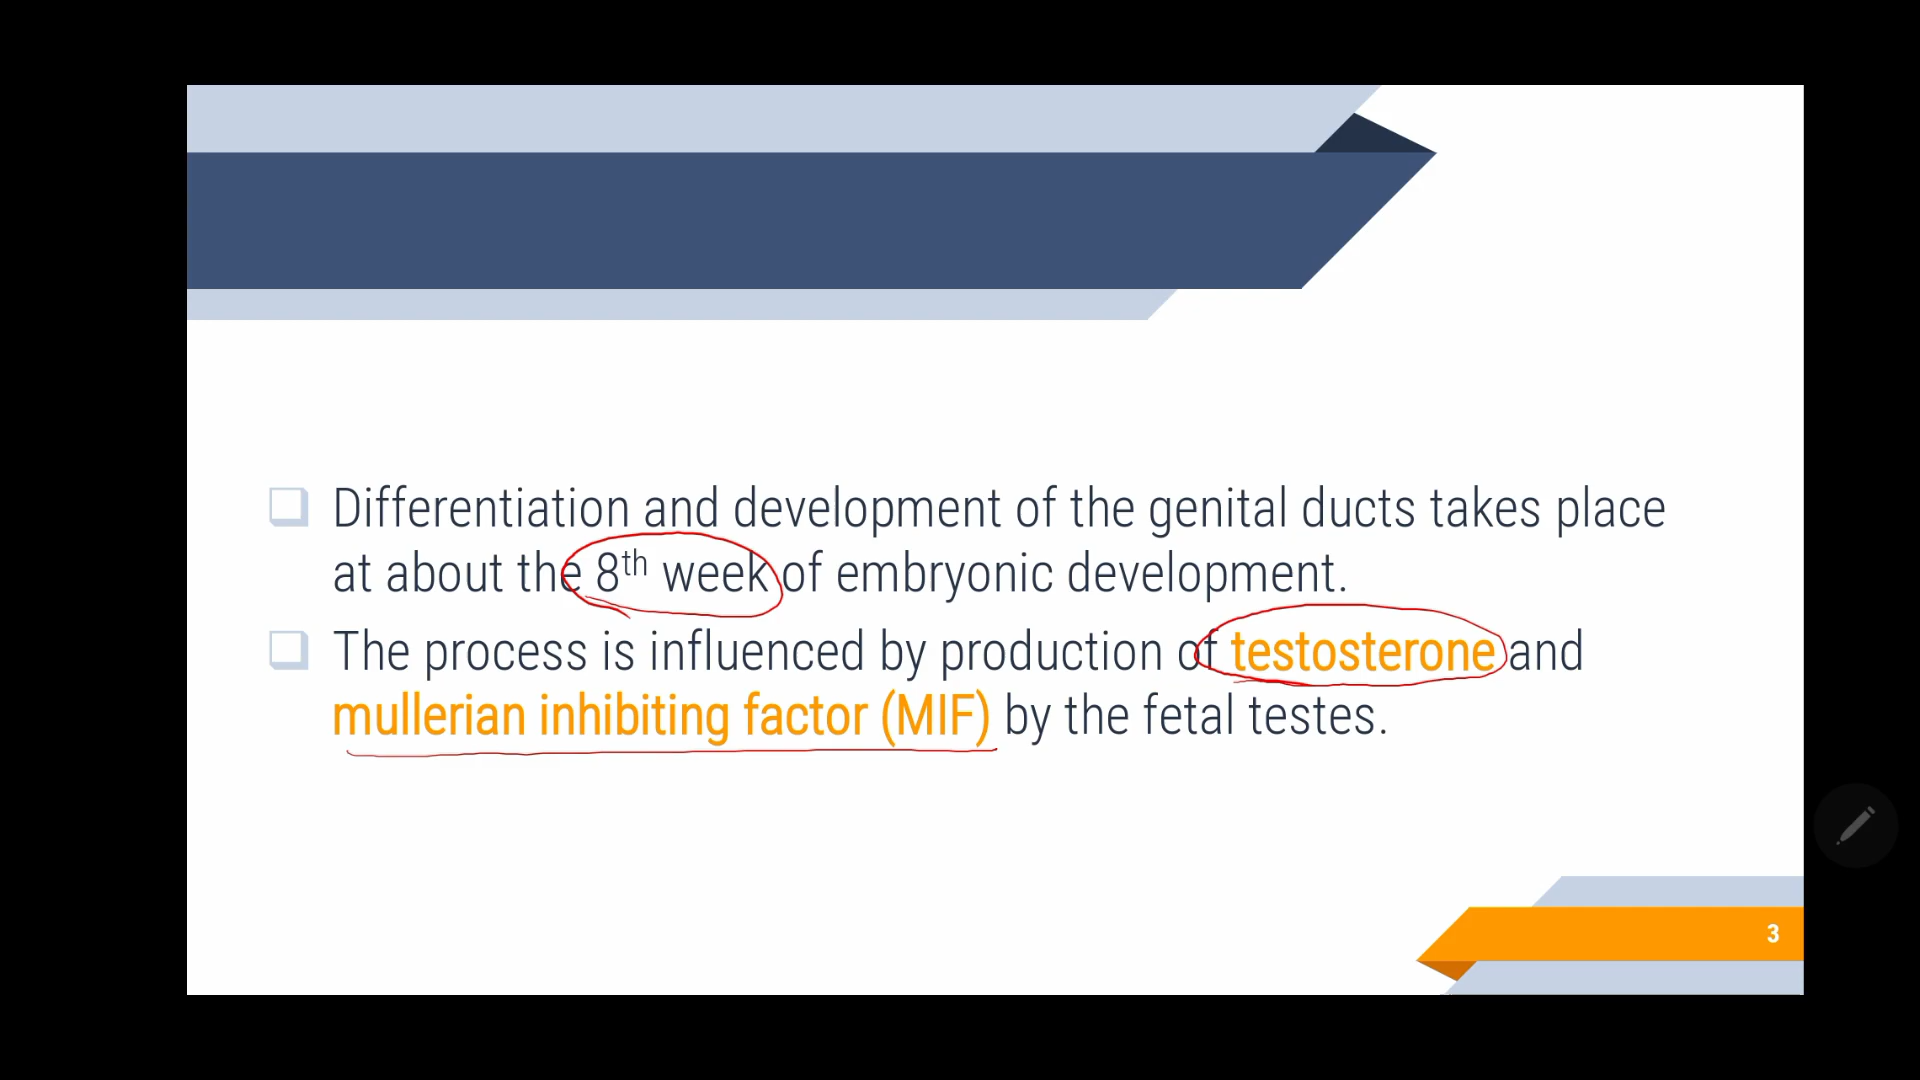 Differentiation and development of the genital ducts takes place
at about the 8th week of embryonic development.
The process is influenced by production of testosterone and
mullerian inhibiting factor (MIF) by the fetal testes.
3